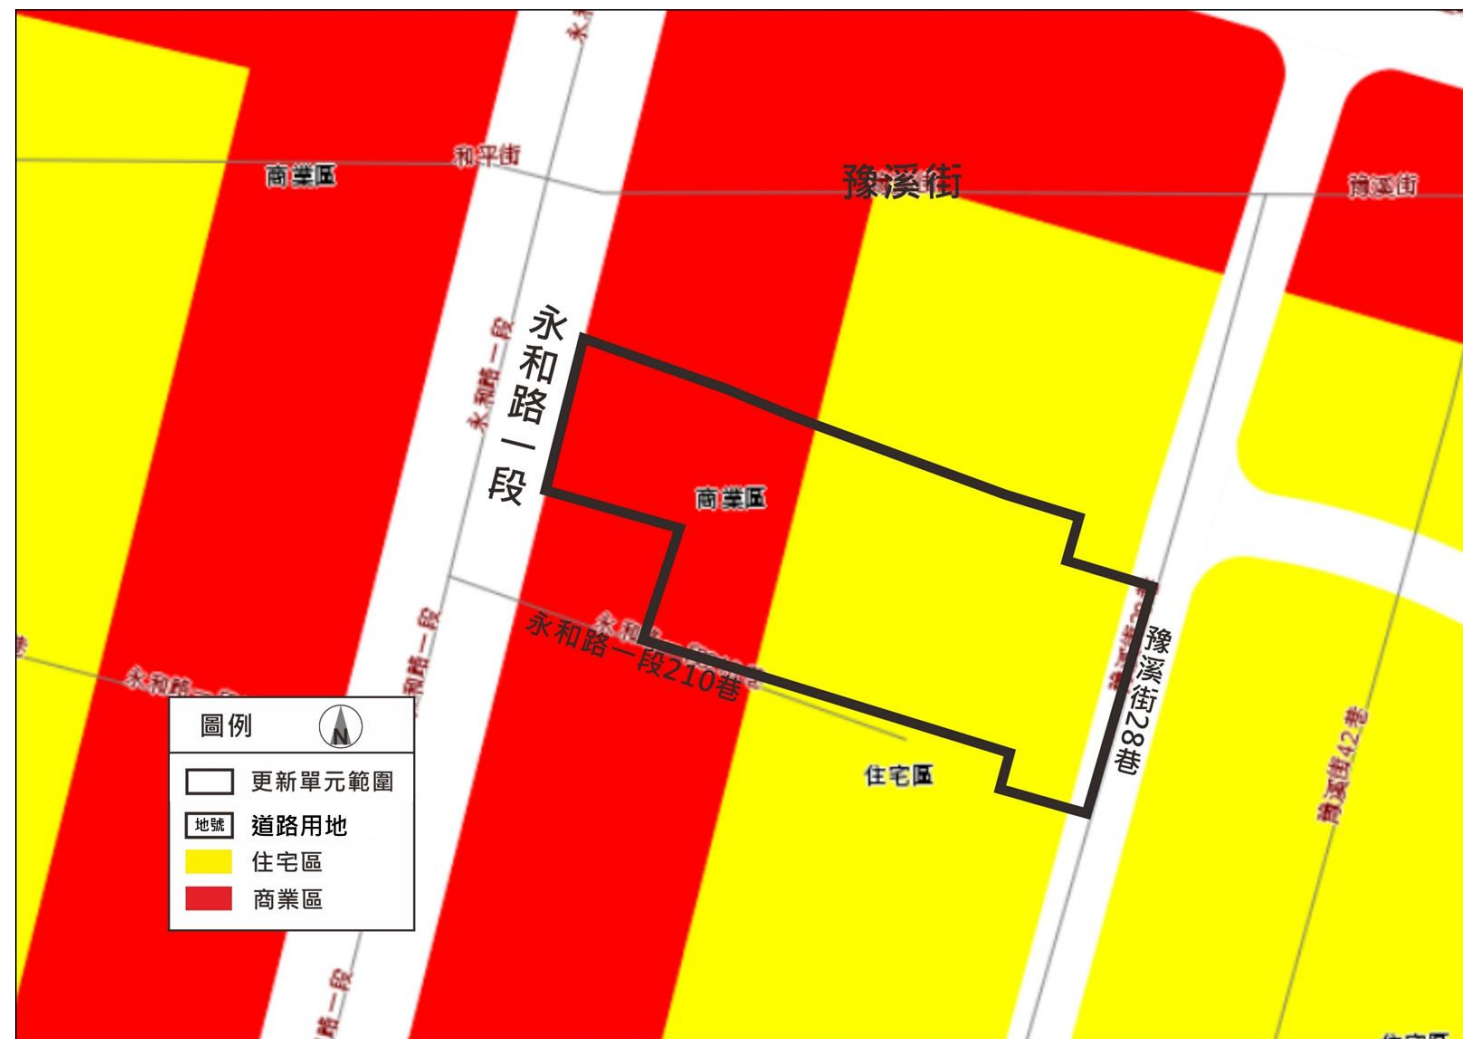 和平街
商業區
豫溪街
豫溪街
永和路一段
永和路一段
商業區
永和路一段210巷
豫溪街28巷
住宅區
豫溪街42巷
圖例
N
更新單元範圍
地號
道路用地
住宅區
商業區
路一段
住宅區